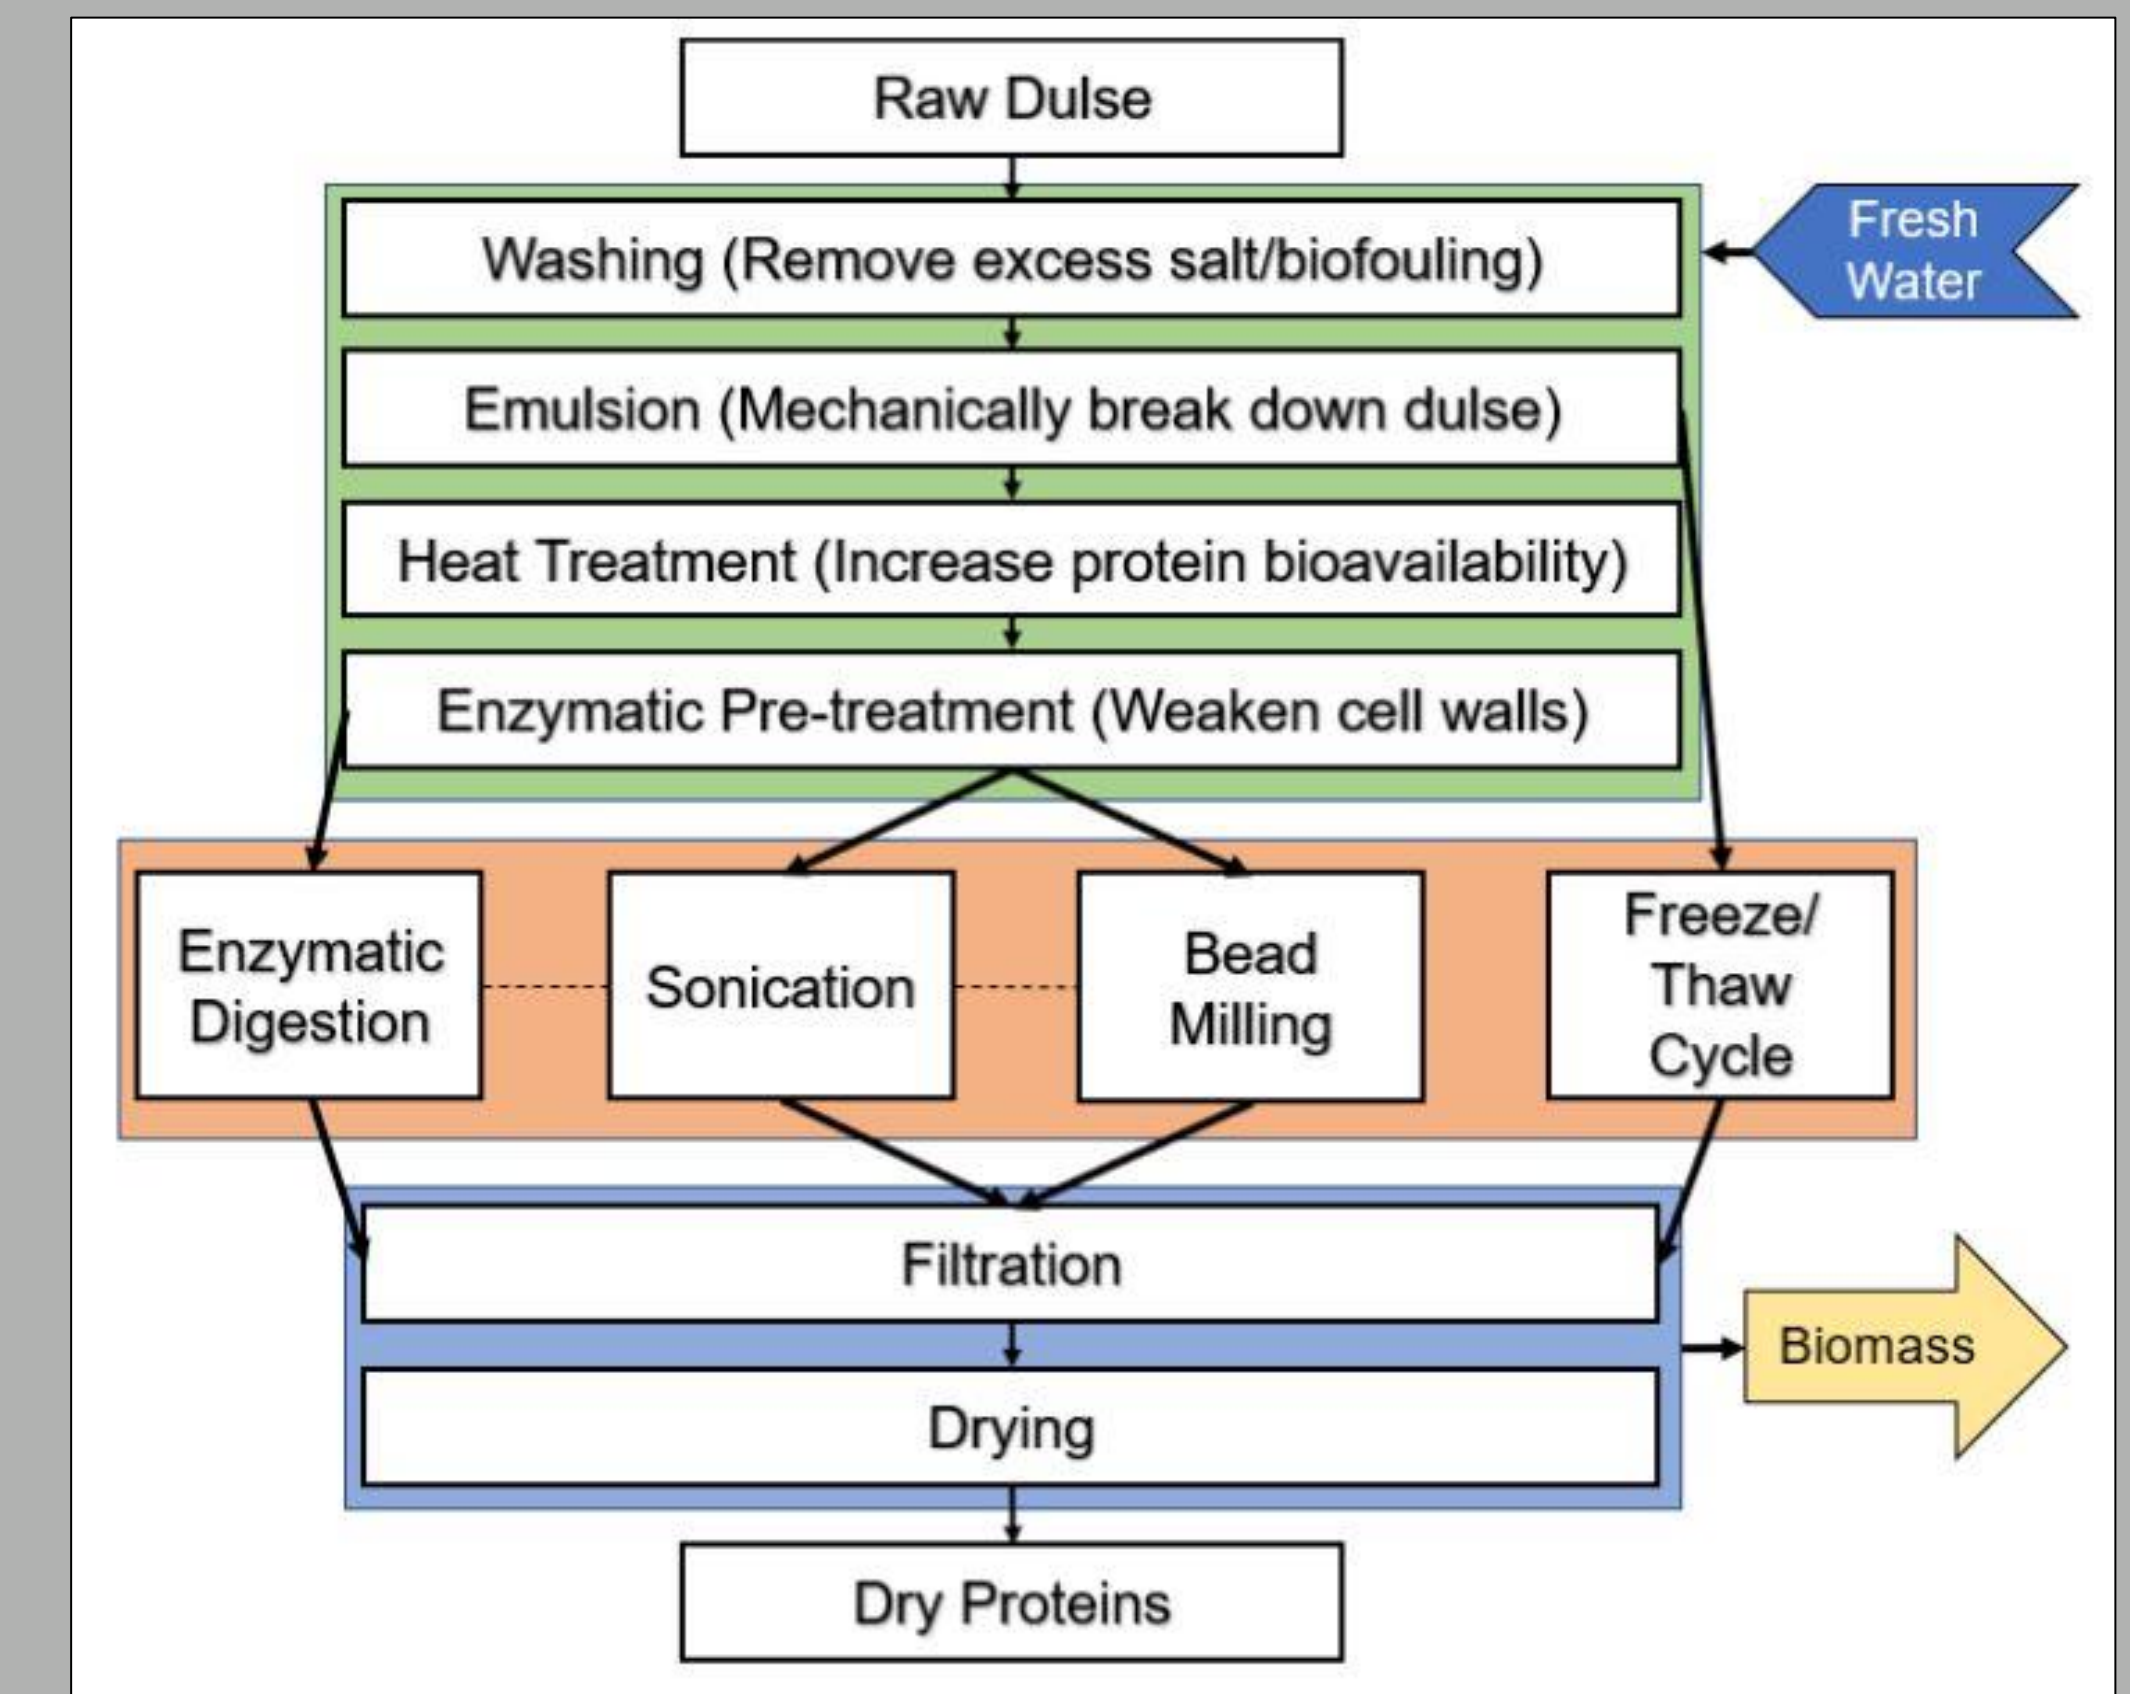 Raw Dulse
Washing (Remove excess salt/biofouling)
Fresh
Water
Emulsion (Mechanically break down dulse)
Heat Treatment (Increase protein bioavailability)
Enzymatic Pre-treatment (Weaken cell walls)
Enzymatic
Digestion
Sonication
Bead
Milling
Freeze/
Thaw
Cycle
Filtration
Biomass
Drying
Dry Proteins